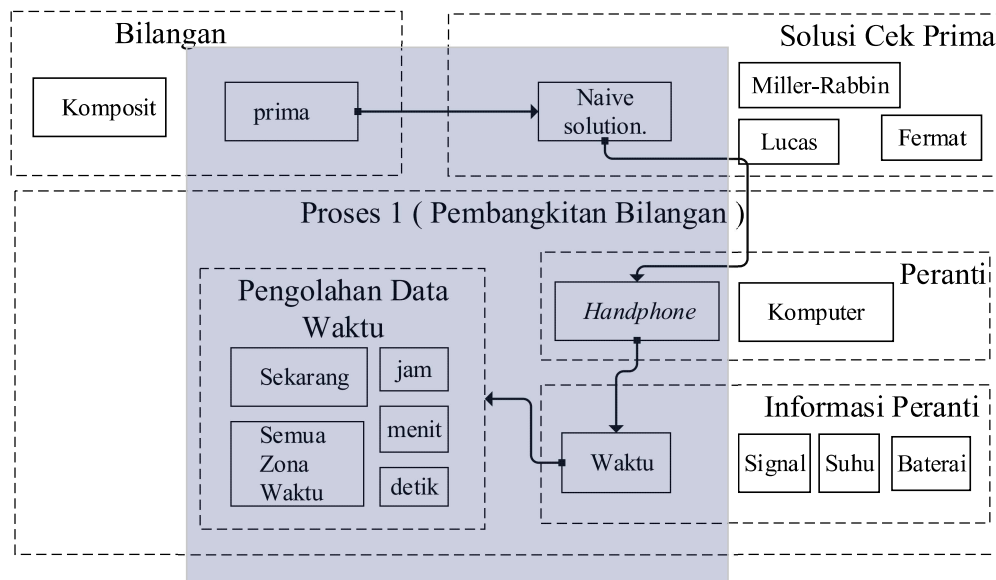 Bilangan
Komposit
prima
Solusi Cek Prima
Naive
solution.
Miller-Rabbin
Lucas
Fermat
Proses 1 ( Pembangkitan Bilangan )
Peranti
Handphone
Komputer
Pengolahan Data
Waktu
Sekarang
jam
Semua
Zona
Waktu
menit
detik
Informasi Peranti
Waktu
Signal
Suhu
Baterai